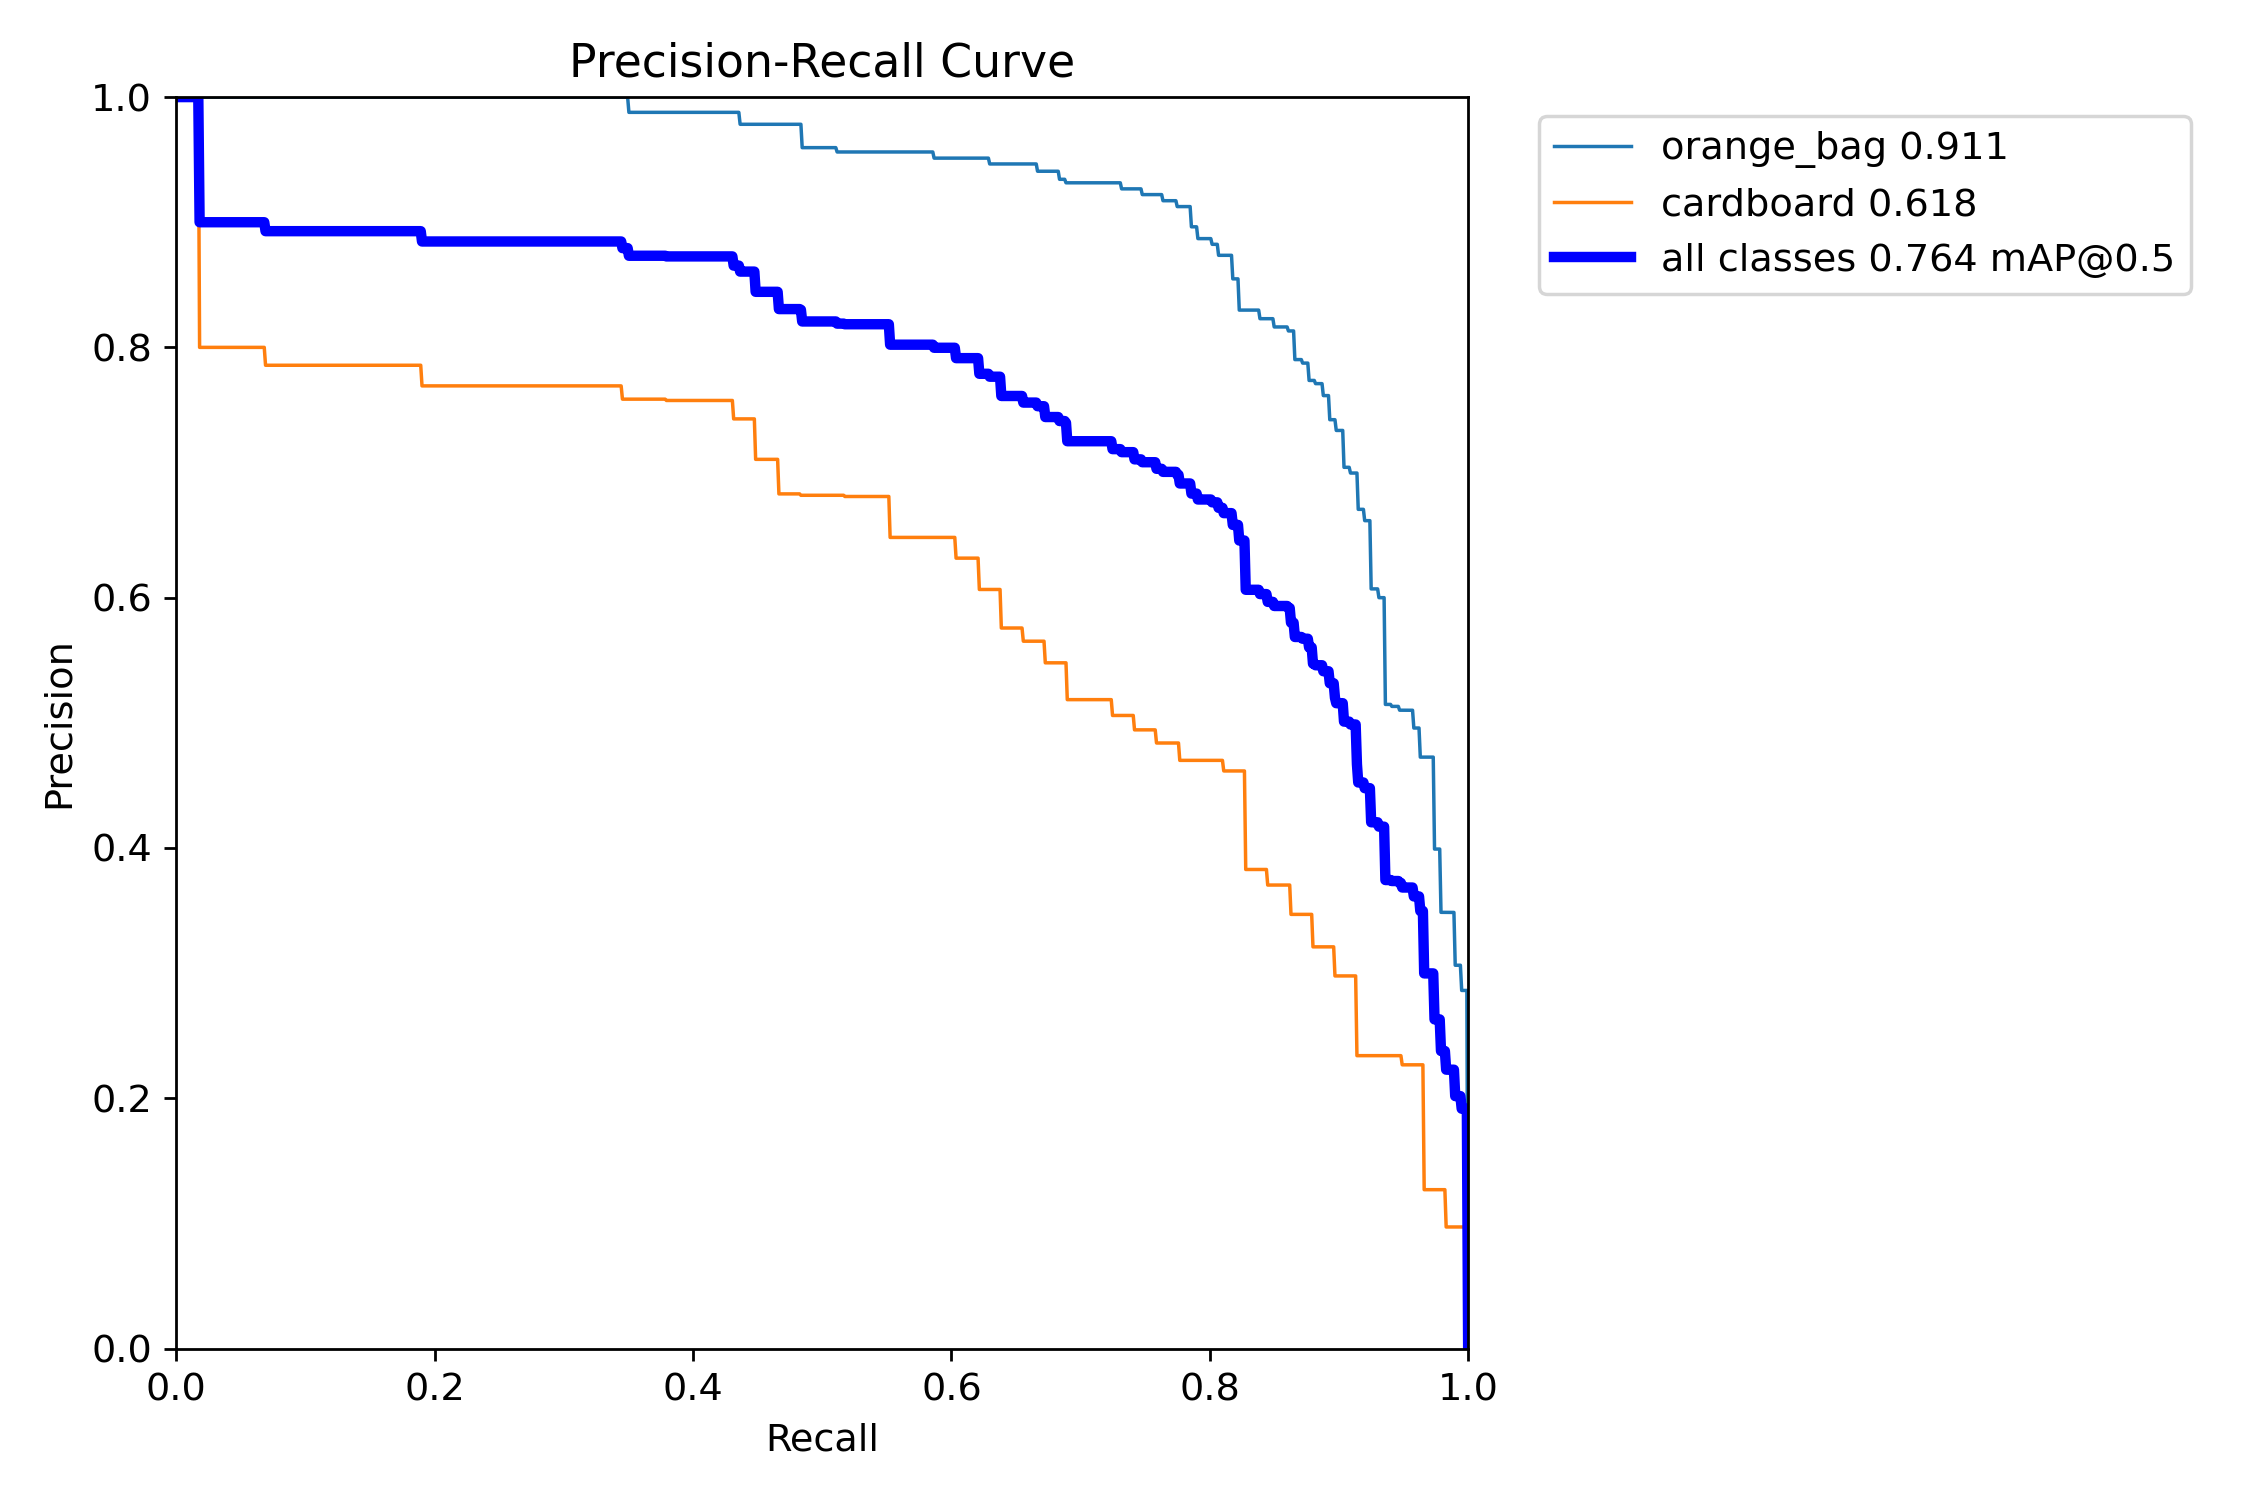 Precision-Recall Curve
1.0
0.8
0.6
0.4
0.2
0.0
Precision
0.0 0.2 0.4 0.6 0.8 1.0
Recall
orange_bag 0.911
cardboard 0.618
all classes 0.764 mAP@0.5